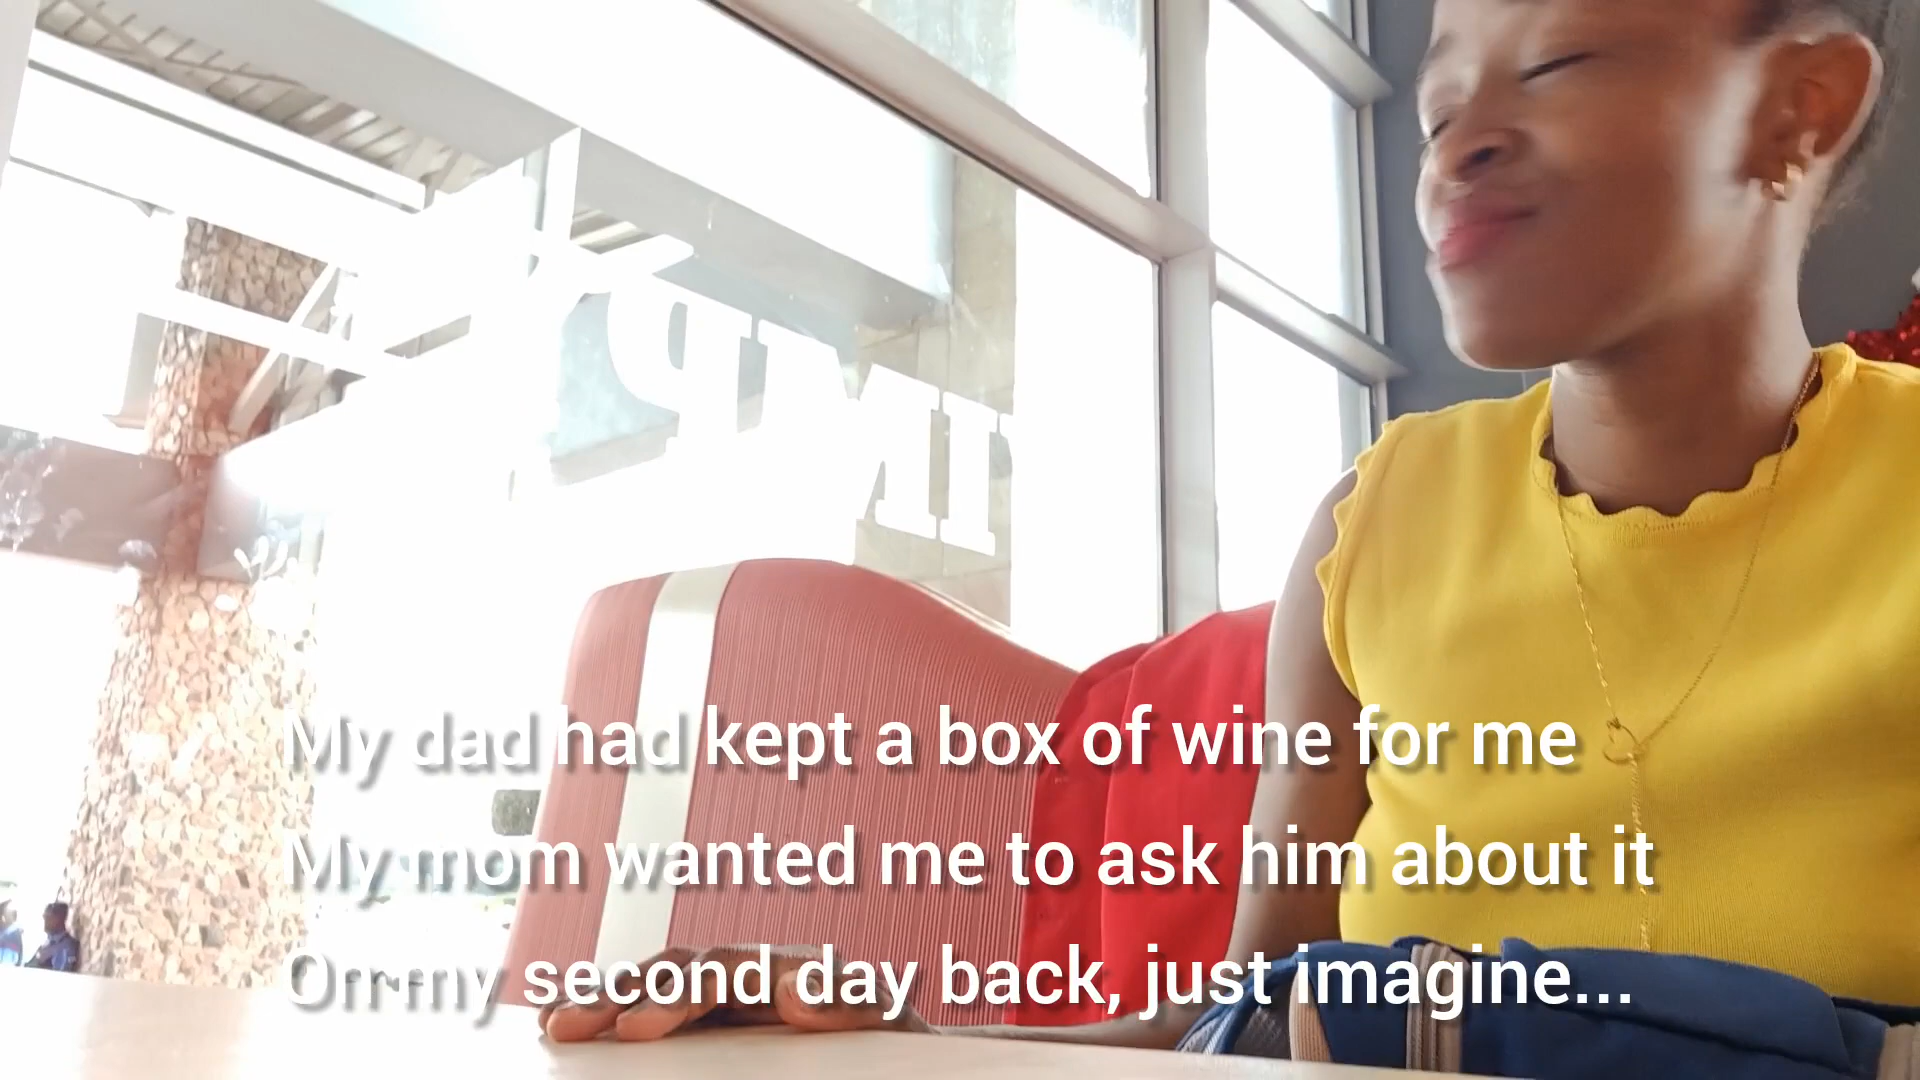 IMP
My dad had kept a box of wine for me
My mom wanted me to ask him about it
On my second day back, just imagine...